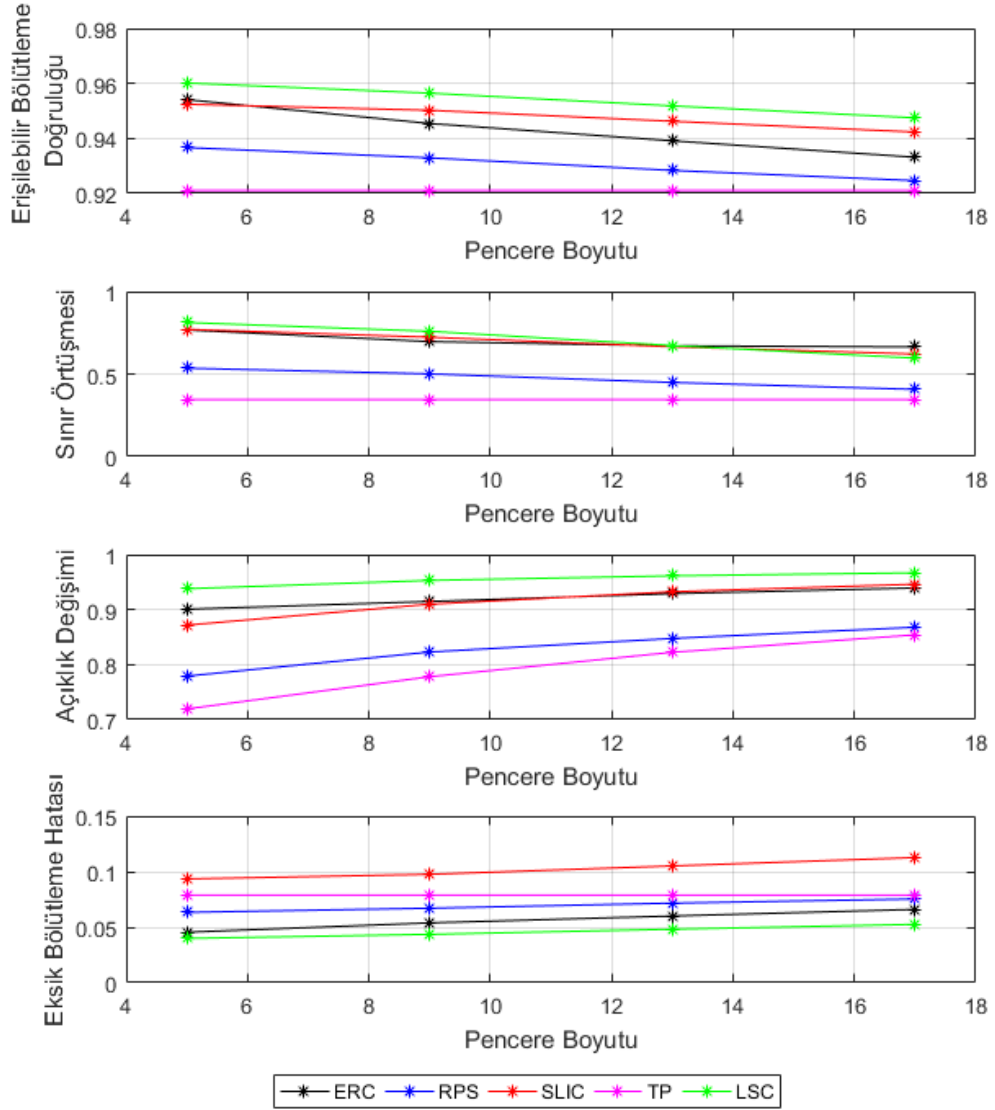 Erişilebilir Bölütleme
Doğruluğu
0.98
0.96
0.94
0.92
4 6 8 10 12 14 16 18
Pencere Boyutu
Sınır Örtüşmesi
1
0.5
0
4 6 8 10 12 14 16 18
Pencere Boyutu
Açıklık Değişimi
1
0.9
0.8
0.7
4 6 8 10 12 14 16 18
Pencere Boyutu
Eksik Bölütleme Hatası
0.15
0.1
0.05
0
4 6 8 10 12 14 16 18
Pencere Boyutu
ERC RPS SLIC TP LSC